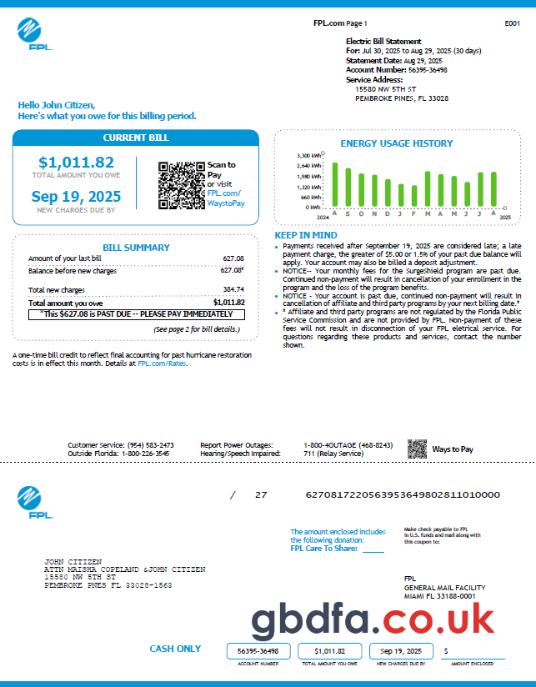 FPL.com Page 1
E001
FPL
Electric Bill Statement
For: Jul 30, 2025 to Aug 29, 2025 (30 days)
Statement Date: Aug 29, 2025
Account Number: 56395-36498
Service Address:
15580 NW 5TH ST
PEMBROKE PINES, FL 33028
Hello John Citizen,
Here's what you owe for this billing period.
CURRENT BILL
$1,011.82
TOTAL AMOUNT YOU OWE
Sep 19, 2025
NEW CHARGES DUE BY
Scan to
Pay
or visit
FPL.com/
WaystoPay
ENERGY USAGE HISTORY
3,300 kWh
2,640 kWh
1,980 kWh
1,320 kWh
660 kWh
0 kWh
A S O N D J F M A M J J A
2024 2025
BILL SUMMARY
Amount of your last bill 627.08
Balance before new charges 627.08*
Total new charges 384.74
Total amount you owe $1,011.82
*This $627.08 is PAST DUE -- PLEASE PAY IMMEDIATELY
(See page 2 for bill details.)
KEEP IN MIND
• Payments received after September 19, 2025 are considered late; a late
payment charge, the greater of $5.00 or 1.5% of your past due balance will
apply. Your account may also be billed a deposit adjustment.
• NOTICE-- Your monthly fees for the SurgeShield program are past due.
Continued non-payment will result in cancellation of your enrollment in the
program and the loss of the program benefits.
• NOTICE - Your account is past due, continued non-payment will result in
cancellation of affiliate and third party programs by your next billing date.*
• * Affiliate and third party programs are not regulated by the Florida Public
Service Commission and are not provided by FPL. Non-payment of these
fees will not result in disconnection of your FPL eletrical service. For
questions regarding these products and services, contact the number
shown.
A one-time bill credit to reflect final accounting for past hurricane restoration
costs is in effect this month. Details at FPL.com/Rates.
Customer Service: (954) 583-2473
Outside Florida: 1-800-226-3545
Report Power Outages: 1-800-4OUTAGE (468-8243)
Hearing/Speech Impaired: 711 (Relay Service)
Ways to Pay
FPL
/ 27 6270817220563953649802811010000
The amount enclosed includes
the following donation:
FPL Care To Share:
Make check payable to FPL
in U.S. funds and mail along with
this coupon to:
JOHN CITIZEN
ATTN MAISHA COPELAND &JOHN CITIZEN
15580 NW 5TH ST
PEMBROKE PNES FL 33028-1563
FPL
GENERAL MAIL FACILITY
MIAMI FL 33188-0001
gbdfa.co.uk
CASH ONLY
56395-36498
ACCOUNT NUMBER
$1,011.82
TOTAL AMOUNT YOU OWE
Sep 19, 2025
NEW CHARGES DUE BY
$
AMOUNT ENCLOSED